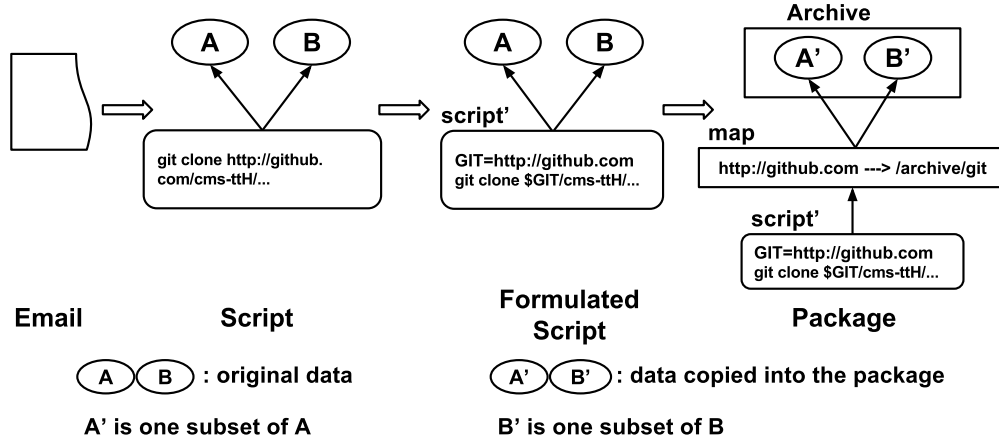 Archive
A
B
A
B
A’
B’
script’
map
git clone http://github.
com/cms-ttH/...
GIT=http://github.com
git clone $GIT/cms-ttH/...
http://github.com ---> /archive/git
script’
GIT=http://github.com
git clone $GIT/cms-ttH/...
Email
Script
Formulated
Script
Package
A B : original data
A’ B’ : data copied into the package
A’ is one subset of A
B’ is one subset of B